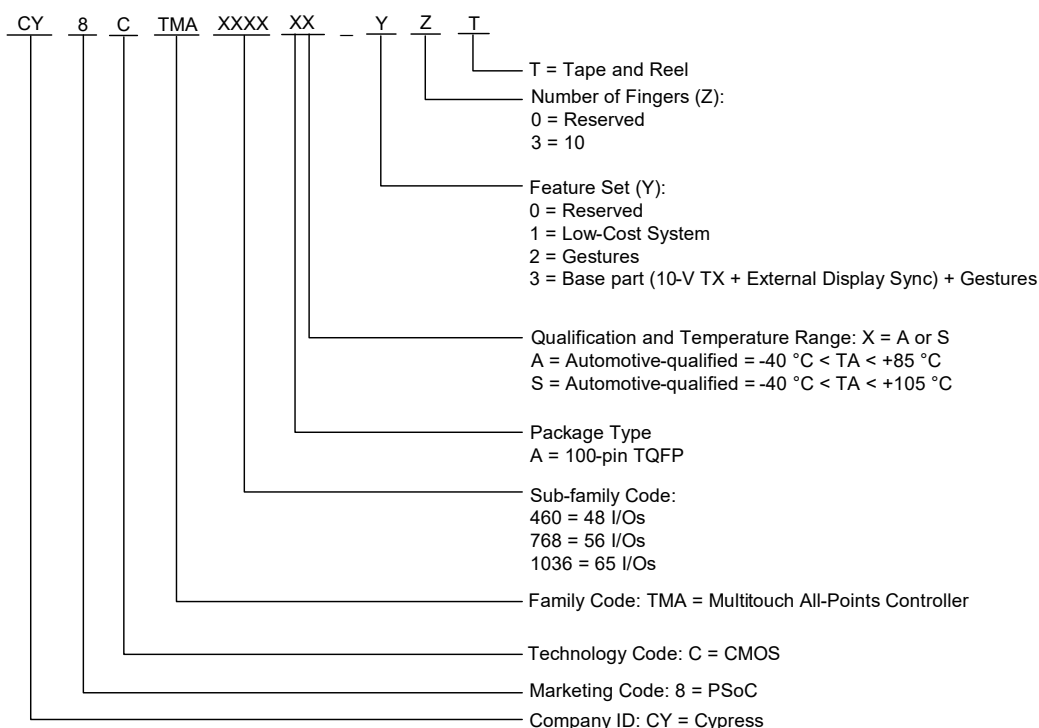 CY 8 C TMA XXXX XX _ Y Z T
T = Tape and Reel
Number of Fingers (Z):
0 = Reserved
3 = 10
Feature Set (Y):
0 = Reserved
1 = Low-Cost System
2 = Gestures
3 = Base part (10-V TX + External Display Sync) + Gestures
Qualification and Temperature Range: X = A or S
A = Automotive-qualified = -40 °C < TA < +85 °C
S = Automotive-qualified = -40 °C < TA < +105 °C
Package Type
A = 100-pin TQFP
Sub-family Code:
460 = 48 I/Os
768 = 56 I/Os
1036 = 65 I/Os
Family Code: TMA = Multitouch All-Points Controller
Technology Code: C = CMOS
Marketing Code: 8 = PSoC
Company ID: CY = Cypress